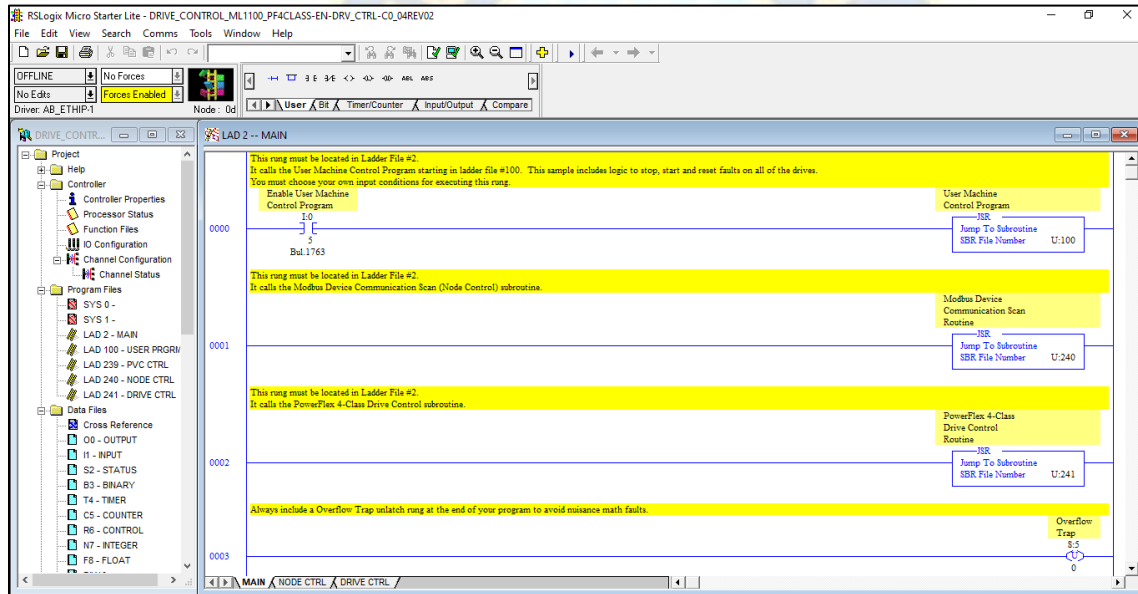 RSLogix Micro Starter Lite - DRIVE_CONTROL_ML1100_PF4CLASS-EN-DRV_CTRL-C0_04REV02
File Edit View Search Comms Tools Window Help
OFFLINE No Forces
No Edits Forces Enabled
Driver: AB_ETHIP-1 Node : 0d
ABL ABS
User Bit Timer/Counter Input/Output Compare
DRIVE_CONTR...
Project
Help
Controller
Controller Properties
Processor Status
Function Files
IO Configuration
Channel Configuration
Channel Status
Program Files
SYS 0 -
SYS 1 -
LAD 2 - MAIN
LAD 100 - USER PRGRM
LAD 239 - PVC CTRL
LAD 240 - NODE CTRL
LAD 241 - DRIVE CTRL
Data Files
Cross Reference
O0 - OUTPUT
I1 - INPUT
S2 - STATUS
B3 - BINARY
T4 - TIMER
C5 - COUNTER
R6 - CONTROL
N7 - INTEGER
F8 - FLOAT
LAD 2 -- MAIN
This rung must be located in Ladder File #2.
It calls the User Machine Control Program starting in ladder file #100. This sample includes logic to stop, start and reset faults on all of the drives.
You must choose your own input conditions for executing this rung.
Enable User Machine
Control Program
I:0
5
Bul.1763
User Machine
Control Program
JSR
Jump To Subroutine
SBR File Number U:100
0000
This rung must be located in Ladder File #2.
It calls the Modbus Device Communication Scan (Node Control) subroutine.
Modbus Device
Communication Scan
Routine
JSR
Jump To Subroutine
SBR File Number U:240
0001
This rung must be located in Ladder File #2.
It calls the PowerFlex 4-Class Drive Control subroutine.
PowerFlex 4-Class
Drive Control
Routine
JSR
Jump To Subroutine
SBR File Number U:241
0002
Always include a Overflow Trap unlatch rung at the end of your program to avoid nuisance math faults.
Overflow
Trap
S:5
U
0
0003
MAIN NODE CTRL DRIVE CTRL